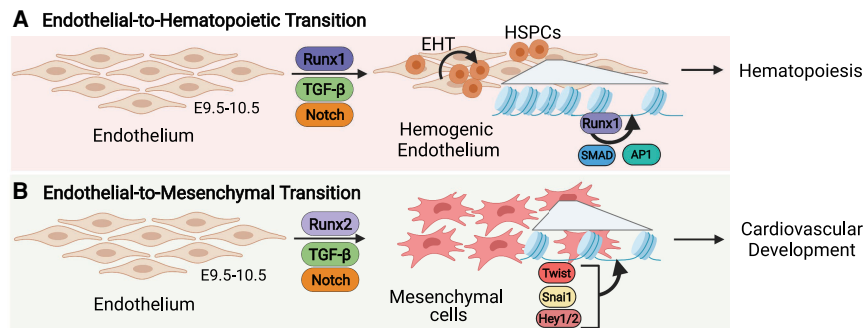 A Endothelial-to-Hematopoietic Transition
Runx1
TGF-β
Notch
E9.5-10.5
Endothelium
EHT
HSPCs
Hemogenic
Endothelium
Runx1
SMAD
AP1
Hematopoiesis
B Endothelial-to-Mesenchymal Transition
Runx2
TGF-β
Notch
E9.5-10.5
Endothelium
Mesenchymal
cells
Twist
Snai1
Hey1/2
Cardiovascular
Development